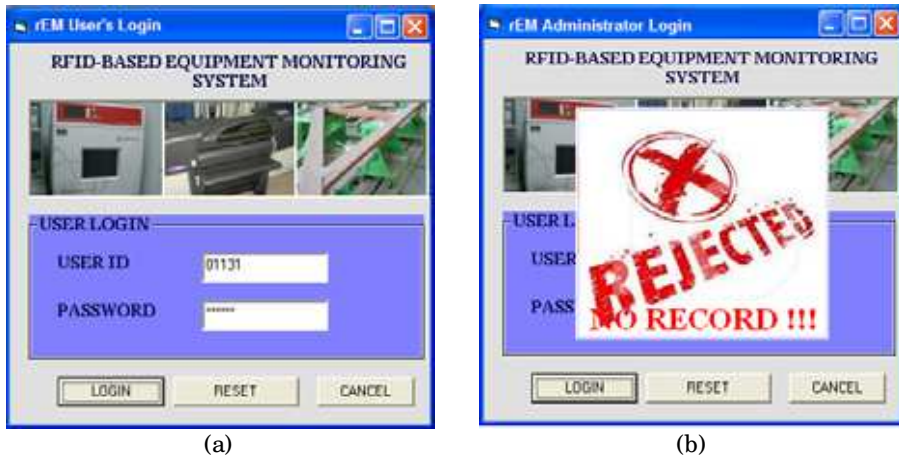 rEM User's Login
RFID-BASED EQUIPMENT MONITORING
SYSTEM
USER LOGIN
USER ID 01131
PASSWORD ******
LOGIN RESET CANCEL
(a)
rEM Administrator Login
RFID-BASED EQUIPMENT MONITORING
SYSTEM
USER L
USER
PASS
REJECTED
NO RECORD !!!
LOGIN RESET CANCEL
(b)